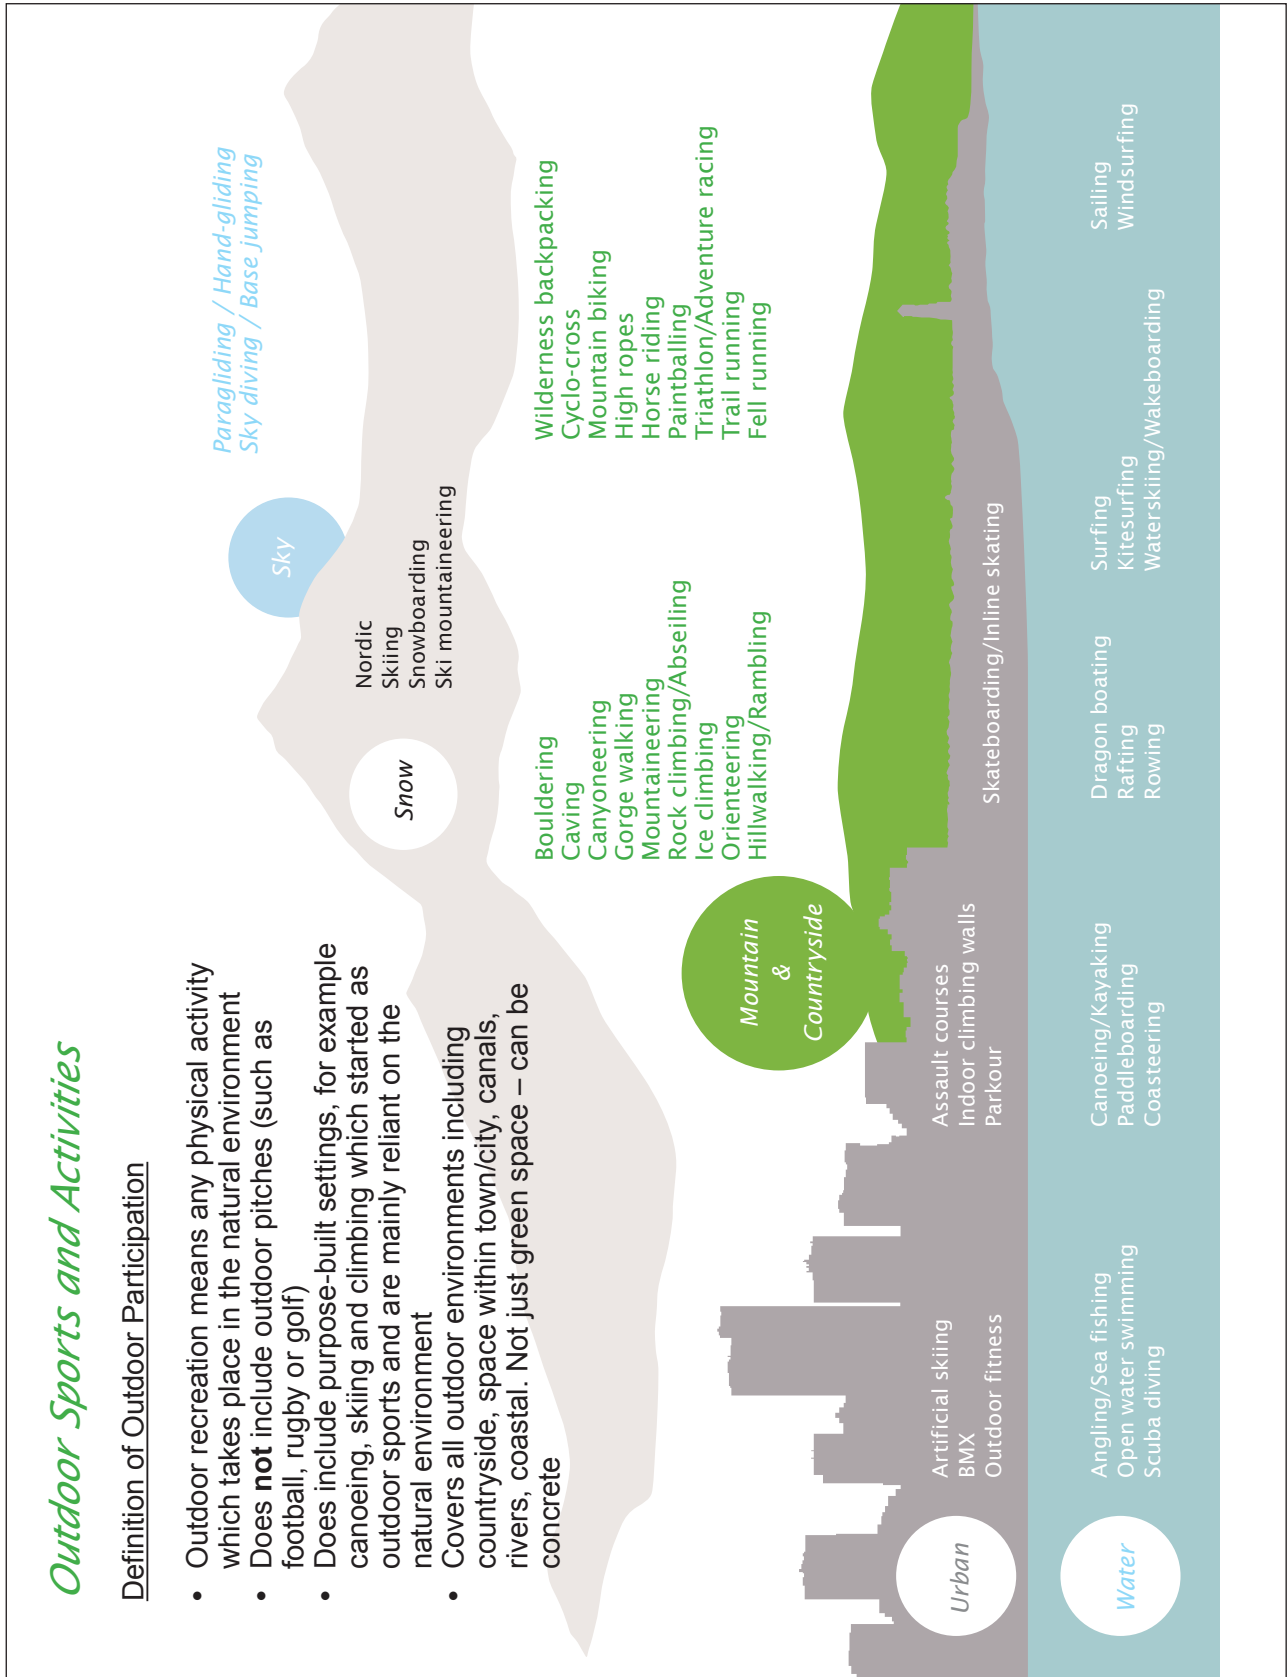 Outdoor Sports and Activities
Definition of Outdoor Participation
• Outdoor recreation means any physical activity
which takes place in the natural environment
• Does not include outdoor pitches (such as
football, rugby or golf)
• Does include purpose-built settings, for example
canoeing, skiing and climbing which started as
outdoor sports and are mainly reliant on the
natural environment
• Covers all outdoor environments including
countryside, space within town/city, canals,
rivers, coastal. Not just green space – can be
concrete
Sky
Paragliding / Hand-gliding
Sky diving / Base jumping
Snow
Nordic
Skiing
Snowboarding
Ski mountaineering
Mountain
&
Countryside
Bouldering
Caving
Canyoneering
Gorge walking
Mountaineering
Rock climbing/Abseiling
Ice climbing
Orienteering
Hillwalking/Rambling
Wilderness backpacking
Cyclo-cross
Mountain biking
High ropes
Horse riding
Paintballing
Triathlon/Adventure racing
Trail running
Fell running
Urban
Artificial skiing
BMX
Outdoor fitness
Assault courses
Indoor climbing walls
Parkour
Skateboarding/Inline skating
Water
Angling/Sea fishing
Open water swimming
Scuba diving
Canoeing/Kayaking
Paddleboarding
Coasteering
Dragon boating
Rafting
Rowing
Surfing
Kitesurfing
Waterskiing/Wakeboarding
Sailing
Windsurfing